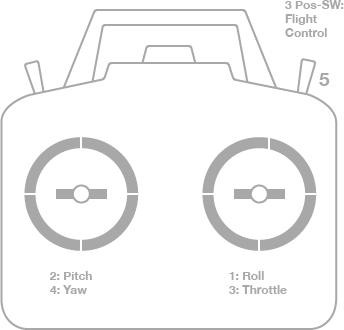 3 Pos-SW:
Flight
Control
5
2: Pitch
4: Yaw
1: Roll
3: Throttle